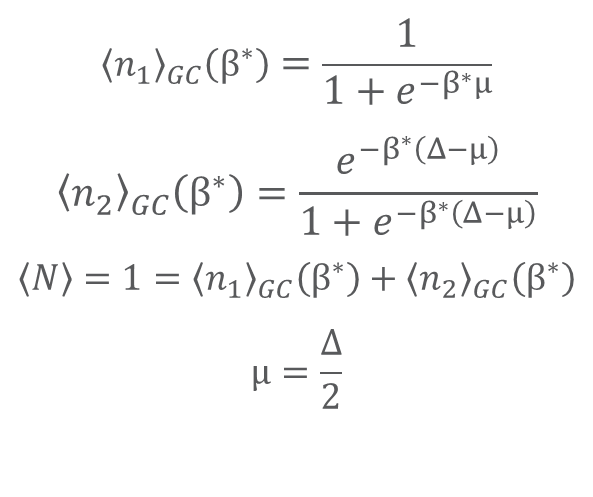 ⟨n₁⟩_GC(β*) = 1 / (1 + e^(−β*μ))
⟨n₂⟩_GC(β*) = e^(−β*(Δ−μ)) / (1 + e^(−β*(Δ−μ)))
⟨N⟩ = 1 = ⟨n₁⟩_GC(β*) + ⟨n₂⟩_GC(β*)
μ = Δ / 2